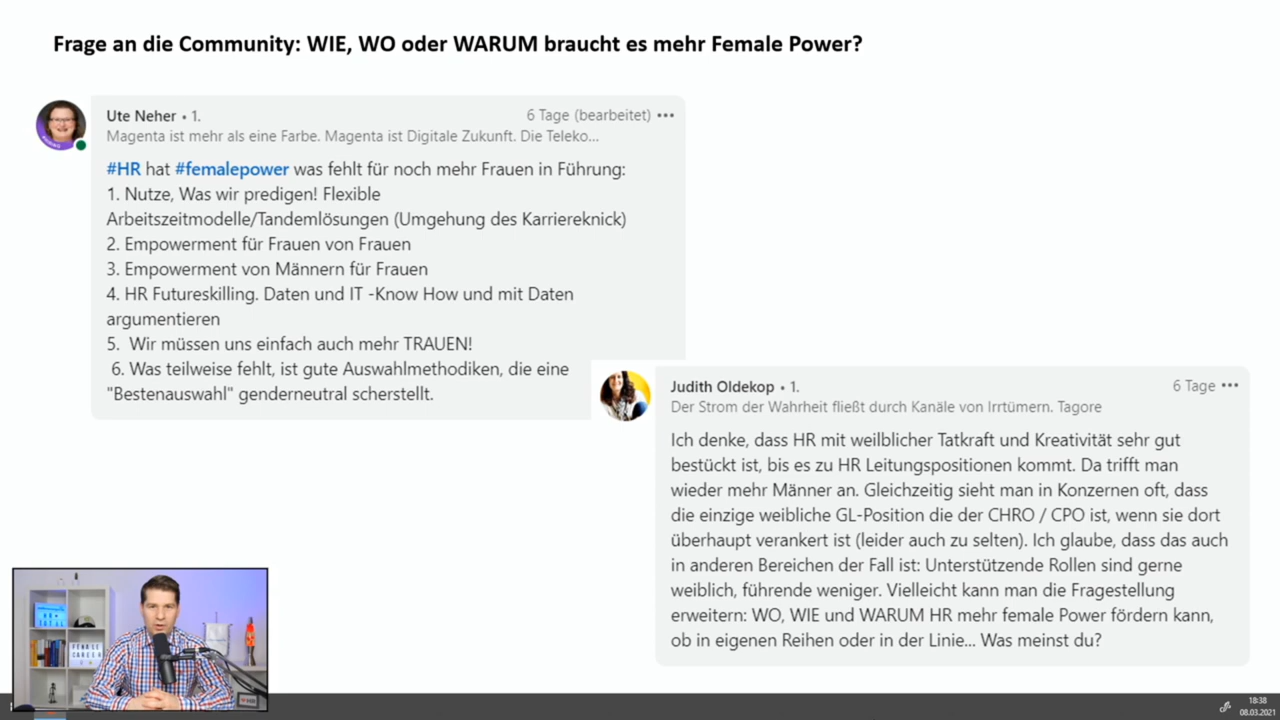 Frage an die Community: WIE, WO oder WARUM braucht es mehr Female Power?
Ute Neher • 1.
6 Tage (bearbeitet) •••
Magenta ist mehr als eine Farbe. Magenta ist Digitale Zukunft. Die Teleko...
#HR hat #femalepower was fehlt für noch mehr Frauen in Führung:
1. Nutze, Was wir predigen! Flexible
Arbeitszeitmodelle/Tandemlösungen (Umgehung des Karriereknick)
2. Empowerment für Frauen von Frauen
3. Empowerment von Männern für Frauen
4. HR Futureskilling. Daten und IT -Know How und mit Daten
argumentieren
5. Wir müssen uns einfach auch mehr TRAUEN!
6. Was teilweise fehlt, ist gute Auswahlmethodiken, die eine
"Bestenauswahl" genderneutral scherstellt.
Judith Oldekop • 1.
6 Tage •••
Der Strom der Wahrheit fließt durch Kanäle von Irrtümern. Tagore
Ich denke, dass HR mit weilblicher Tatkraft und Kreativität sehr gut
bestückt ist, bis es zu HR Leitungspositionen kommt. Da trifft man
wieder mehr Männer an. Gleichzeitig sieht man in Konzernen oft, dass
die einzige weibliche GL-Position die der CHRO / CPO ist, wenn sie dort
überhaupt verankert ist (leider auch zu selten). Ich glaube, dass das auch
in anderen Bereichen der Fall ist: Unterstützende Rollen sind gerne
weiblich, führende weniger. Vielleicht kann man die Fragestellung
erweitern: WO, WIE und WARUM HR mehr female Power fördern kann,
ob in eigenen Reihen oder in der Linie... Was meinst du?
FEMALE
CAREER
18:38
08.03.2021